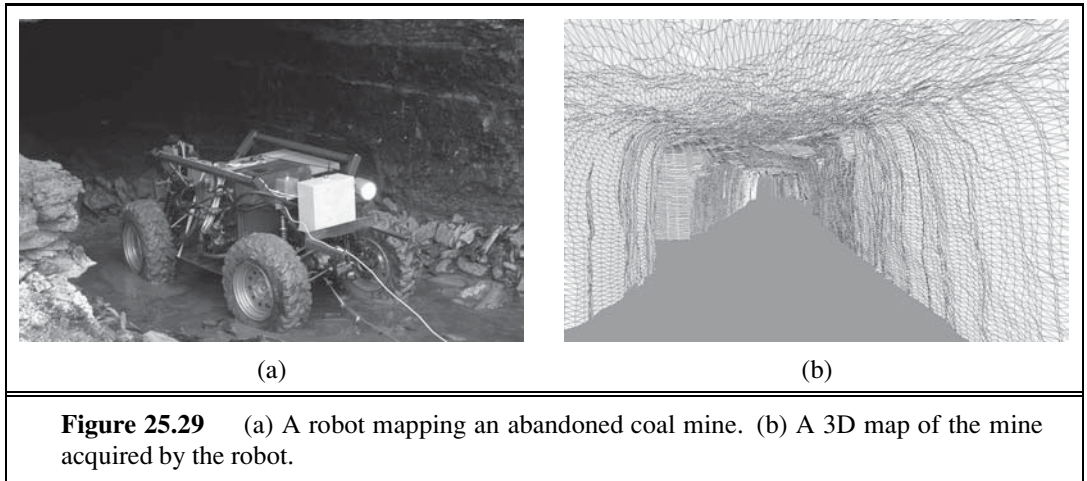 (a)
(b)
Figure 25.29 (a) A robot mapping an abandoned coal mine. (b) A 3D map of the mine
acquired by the robot.